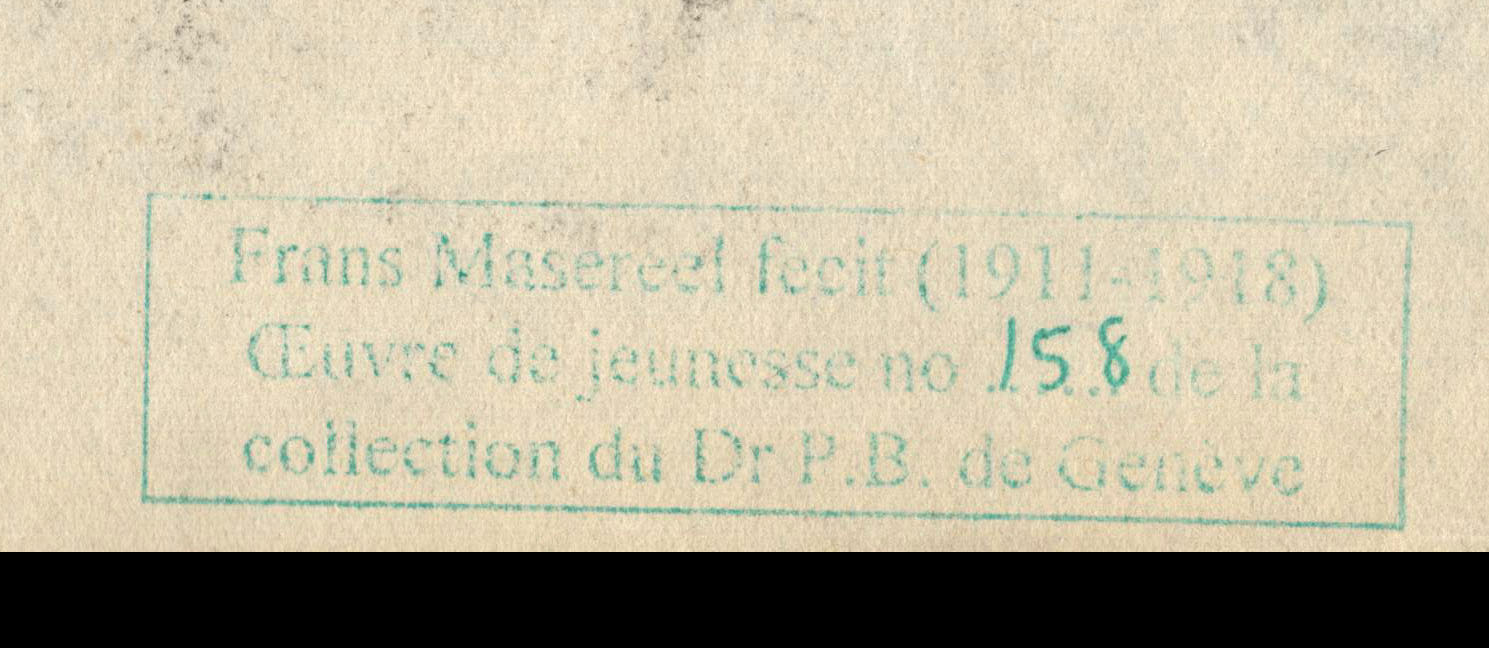 Frans Masereel fecit (1911-1918)
Œuvre de jeunesse no 158 de la
collection du Dr P.B. de Genève